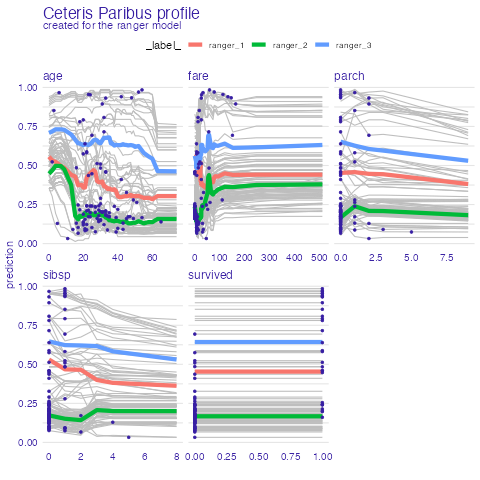 Ceteris Paribus profile
created for the ranger model
_label_ ranger_1 ranger_2 ranger_3
age fare parch
1.00
0.75
0.50
0.25
0.00
0 20 40 60 0 100 200 300 400 500 0.0 2.5 5.0 7.5
prediction
sibsp survived
1.00
0.75
0.50
0.25
0.00
0 2 4 6 8 0.00 0.25 0.50 0.75 1.00